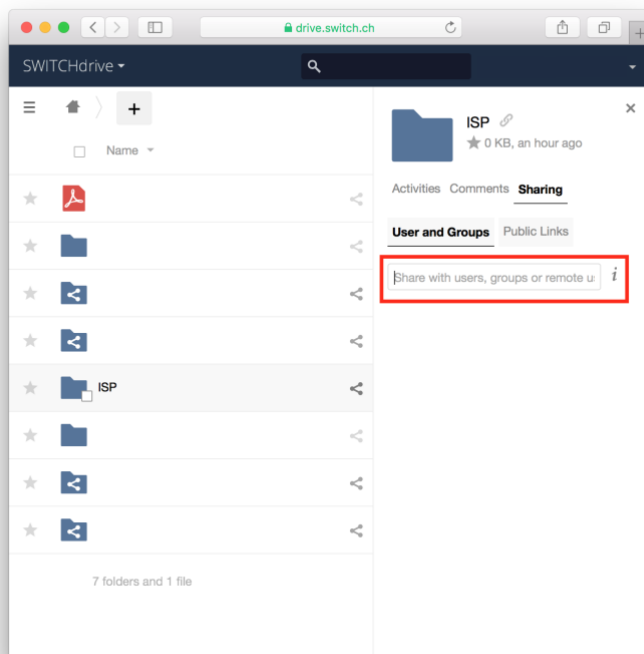 drive.switch.ch
SWITCHdrive
Name
ISP
7 folders and 1 file
ISP
0 KB, an hour ago
Activities Comments Sharing
User and Groups Public Links
Share with users, groups or remote u
i